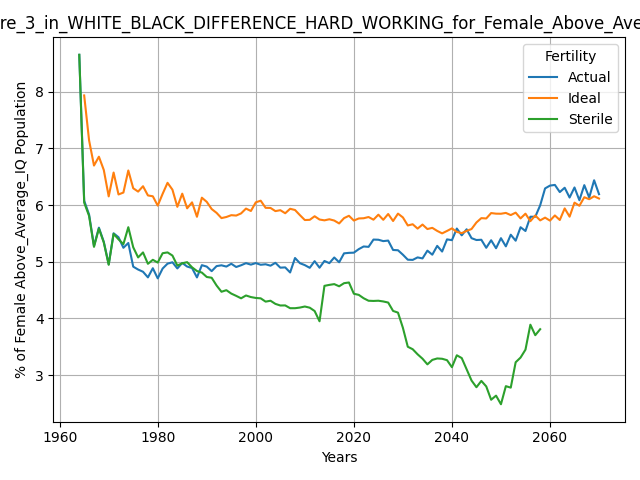 re_3_in_WHITE_BLACK_DIFFERENCE_HARD_WORKING_for_Female_Above_Ave
Fertility
Actual
Ideal
Sterile
% of Female Above_Average_IQ Population
8
7
6
5
4
3
1960
1980
2000
2020
2040
2060
Years